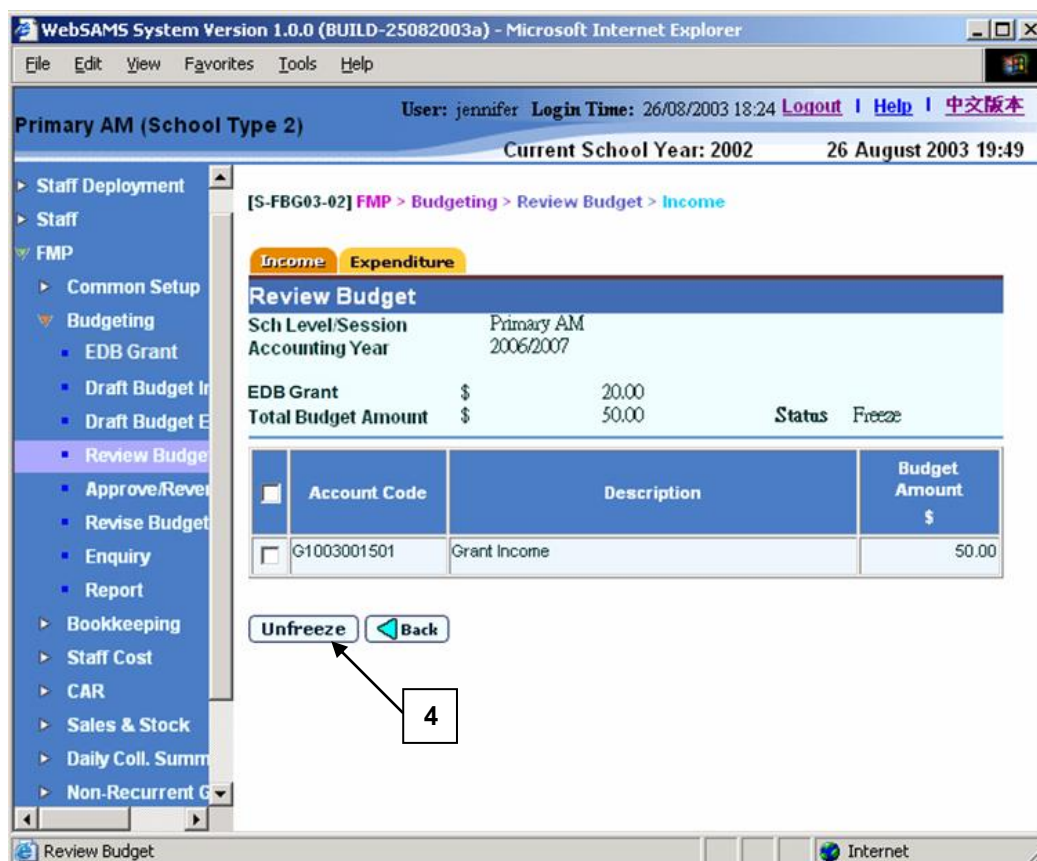 WebSAMS System Version 1.0.0 (BUILD-25082003a) - Microsoft Internet Explorer
File Edit View Favorites Tools Help
Primary AM (School Type 2)
User: jennifer Login Time: 26/08/2003 18:24 Logout | Help | 中文版本
Current School Year: 2002 26 August 2003 19:49
Staff Deployment
Staff
FMP
Common Setup
Budgeting
EDB Grant
Draft Budget In
Draft Budget E
Review Budge
Approve/Rever
Revise Budget
Enquiry
Report
Bookkeeping
Staff Cost
CAR
Sales & Stock
Daily Coll. Summ
Non-Recurrent G
[S-FBG03-02] FMP > Budgeting > Review Budget > Income
Income Expenditure
Review Budget
Sch Level/Session Primary AM
Accounting Year 2006/2007
EDB Grant $ 20.00
Total Budget Amount $ 50.00 Status Freeze
Account Code Description Budget Amount $
G1003001501 Grant Income 50.00
Unfreeze Back
4
Review Budget Internet